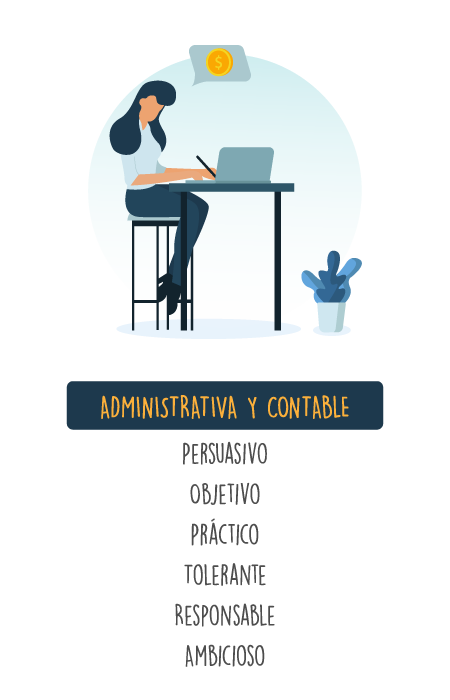 $
ADMINISTRATIVA Y CONTABLE
PERSUASIVO
OBJETIVO
PRÁCTICO
TOLERANTE
RESPONSABLE
AMBICIOSO